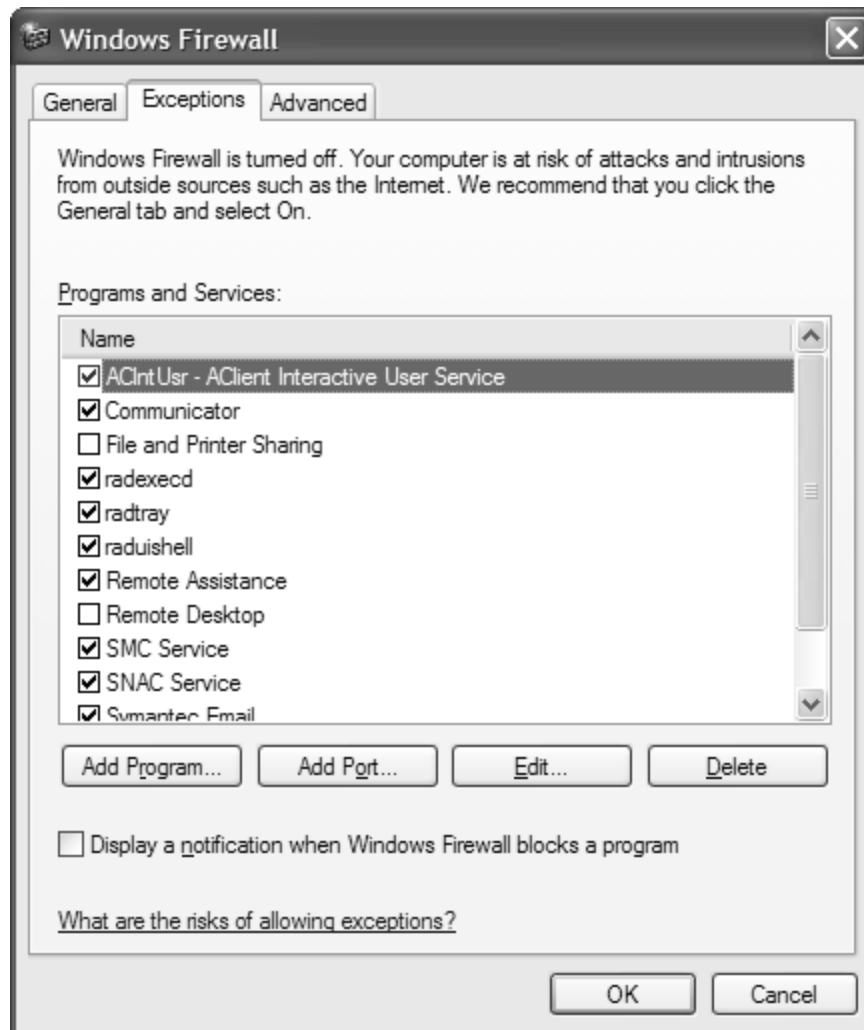 Windows Firewall
General Exceptions Advanced
Windows Firewall is turned off. Your computer is at risk of attacks and intrusions
from outside sources such as the Internet. We recommend that you click the
General tab and select On.
Programs and Services:
Name
ACIntUsr - AClient Interactive User Service
Communicator
File and Printer Sharing
radexecd
radtray
raduishell
Remote Assistance
Remote Desktop
SMC Service
SNAC Service
Symantec Email
Add Program... Add Port... Edit... Delete
Display a notification when Windows Firewall blocks a program
What are the risks of allowing exceptions?
OK Cancel